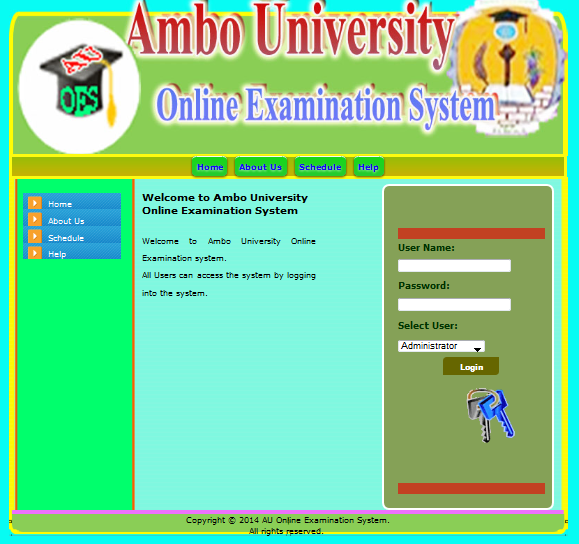 Ambo University
Online Examination System
AU
OES
Home
About Us
Schedule
Help
Home
About Us
Schedule
Help
Welcome to Ambo University
Online Examination System
Welcome to Ambo University Online
Examination system.
All Users can access the system by logging
into the system.
User Name:
Password:
Select User:
Administrator
Login
Copyright © 2014 AU Online Examination System.
All rights reserved.